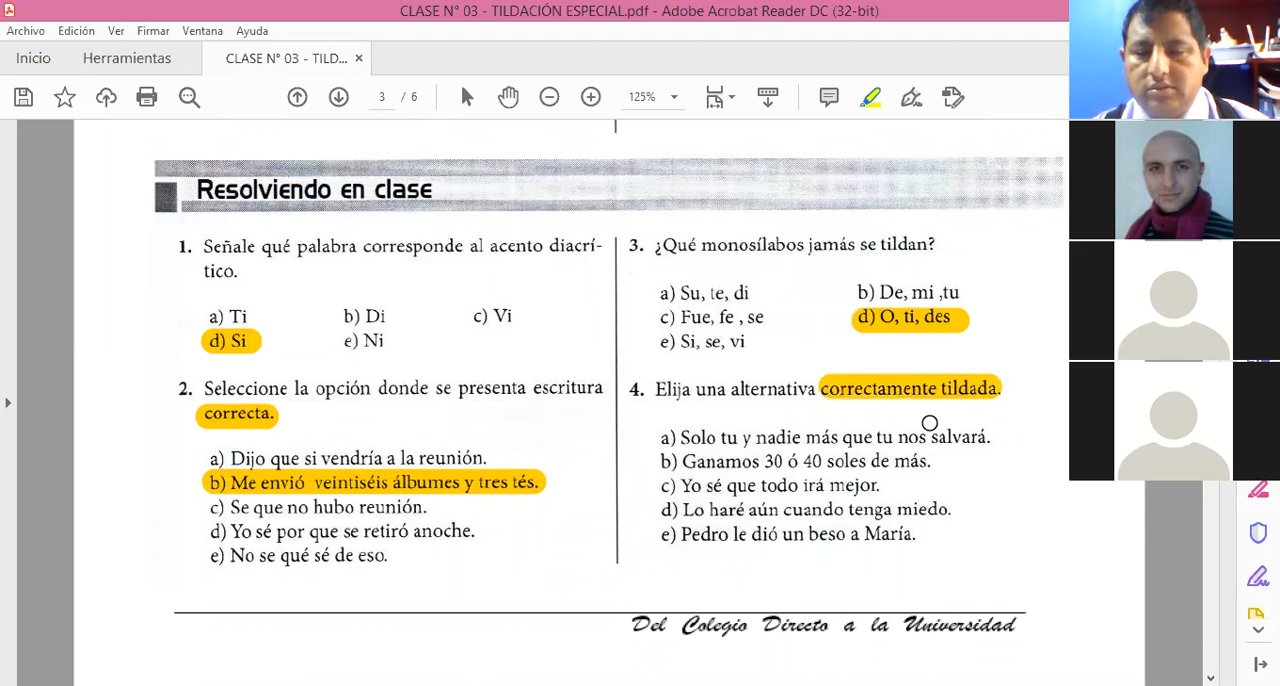 CLASE N° 03 - TILDACIÓN ESPECIAL.pdf - Adobe Acrobat Reader DC (32-bit)
Archivo Edición Ver Firmar Ventana Ayuda
Inicio Herramientas CLASE N° 03 - TILD... ×
3 / 6 125%
Resolviendo en clase
1. Señale qué palabra corresponde al acento diacrí-
tico.
a) Ti b) Di c) Vi
d) Si e) Ni
2. Seleccione la opción donde se presenta escritura
correcta.
a) Dijo que si vendría a la reunión.
b) Me envió veintiséis álbumes y tres tés.
c) Se que no hubo reunión.
d) Yo sé por que se retiró anoche.
e) No se qué sé de eso.
3. ¿Qué monosílabos jamás se tildan?
a) Su, te, di b) De, mi ,tu
c) Fue, fe , se d) O, ti, des
e) Si, se, vi
4. Elija una alternativa correctamente tildada.
a) Solo tu y nadie más que tu nos salvará.
b) Ganamos 30 ó 40 soles de más.
c) Yo sé que todo irá mejor.
d) Lo haré aún cuando tenga miedo.
e) Pedro le dió un beso a María.
Del Colegio Directo a la Universidad